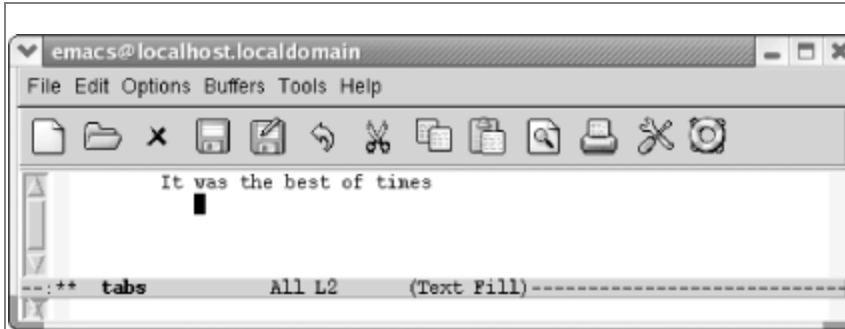 emacs@localhost.localdomain
File Edit Options Buffers Tools Help
It was the best of times
--:** tabs All L2 (Text Fill)----------------------------